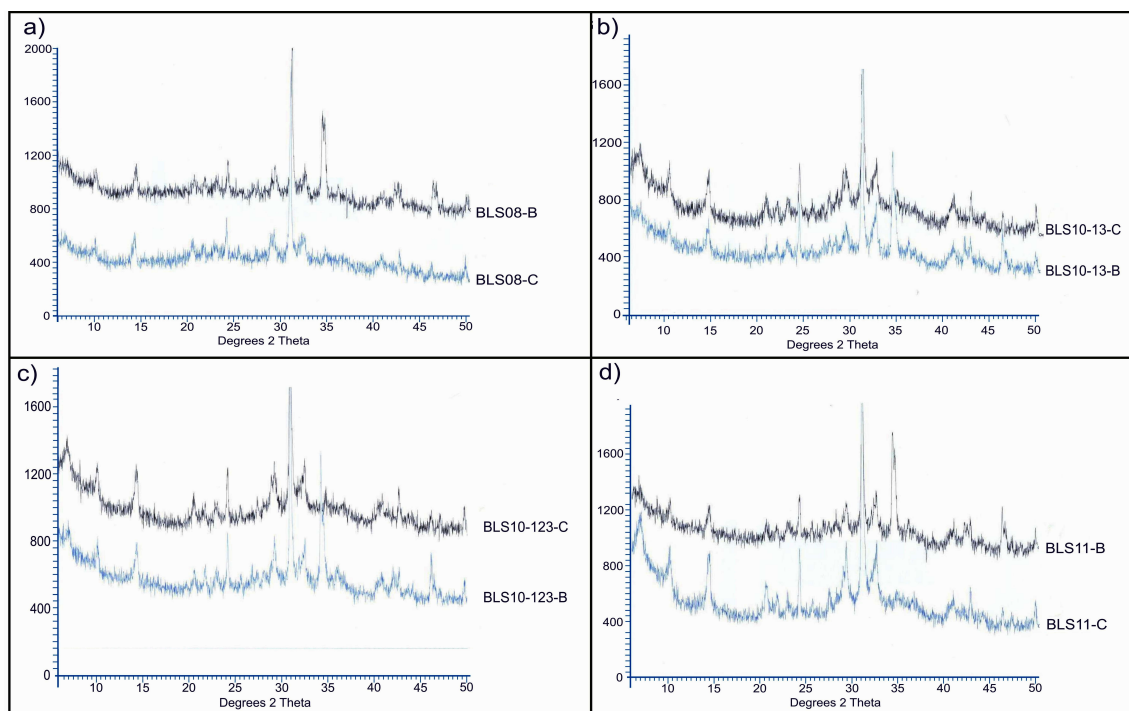 a)
2000
1600
1200
800
400
0
10 15 20 25 30 35 40 45 50
Degrees 2 Theta
BLS08-B
BLS08-C
b)
1600
1200
800
400
0
10 15 20 25 30 35 40 45 50
Degrees 2 Theta
BLS10-13-C
BLS10-13-B
c)
1600
1200
800
400
0
10 15 20 25 30 35 40 45 50
Degrees 2 Theta
BLS10-123-C
BLS10-123-B
d)
1600
1200
800
400
0
10 15 20 25 30 35 40 45 50
Degrees 2 Theta
BLS11-B
BLS11-C